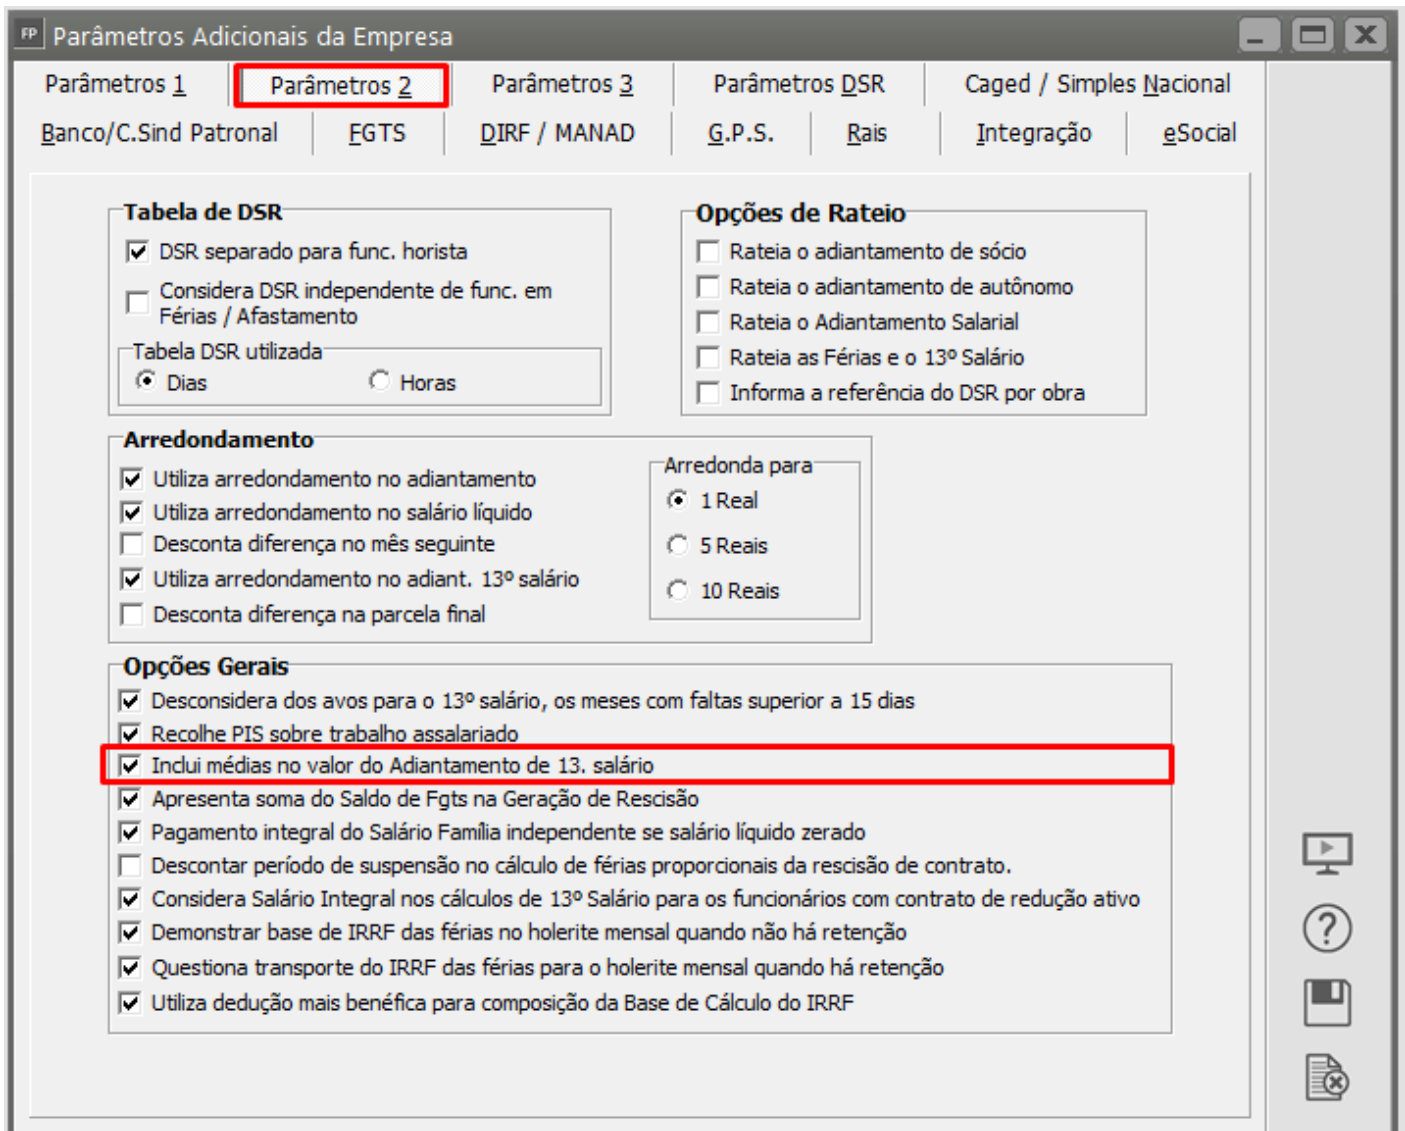 FP Parâmetros Adicionais da Empresa
Parâmetros 1 Parâmetros 2 Parâmetros 3 Parâmetros DSR Caged / Simples Nacional
Banco/C.Sind Patronal FGTS DIRF / MANAD G.P.S. Rais Integração eSocial
Tabela de DSR
DSR separado para func. horista
Considera DSR independente de func. em
Férias / Afastamento
Tabela DSR utilizada
Dias Horas
Opções de Rateio
Rateia o adiantamento de sócio
Rateia o adiantamento de autônomo
Rateia o Adiantamento Salarial
Rateia as Férias e o 13º Salário
Informa a referência do DSR por obra
Arredondamento
Utiliza arredondamento no adiantamento
Utiliza arredondamento no salário líquido
Desconta diferença no mês seguinte
Utiliza arredondamento no adiant. 13º salário
Desconta diferença na parcela final
Arredonda para
1 Real
5 Reais
10 Reais
Opções Gerais
Desconsidera dos avos para o 13º salário, os meses com faltas superior a 15 dias
Recolhe PIS sobre trabalho assalariado
Inclui médias no valor do Adiantamento de 13. salário
Apresenta soma do Saldo de Fgts na Geração de Rescisão
Pagamento integral do Salário Família independente se salário líquido zerado
Descontar período de suspensão no cálculo de férias proporcionais da rescisão de contrato.
Considera Salário Integral nos cálculos de 13º Salário para os funcionários com contrato de redução ativo
Demonstrar base de IRRF das férias no holerite mensal quando não há retenção
Questiona transporte do IRRF das férias para o holerite mensal quando há retenção
Utiliza dedução mais benéfica para composição da Base de Cálculo do IRRF